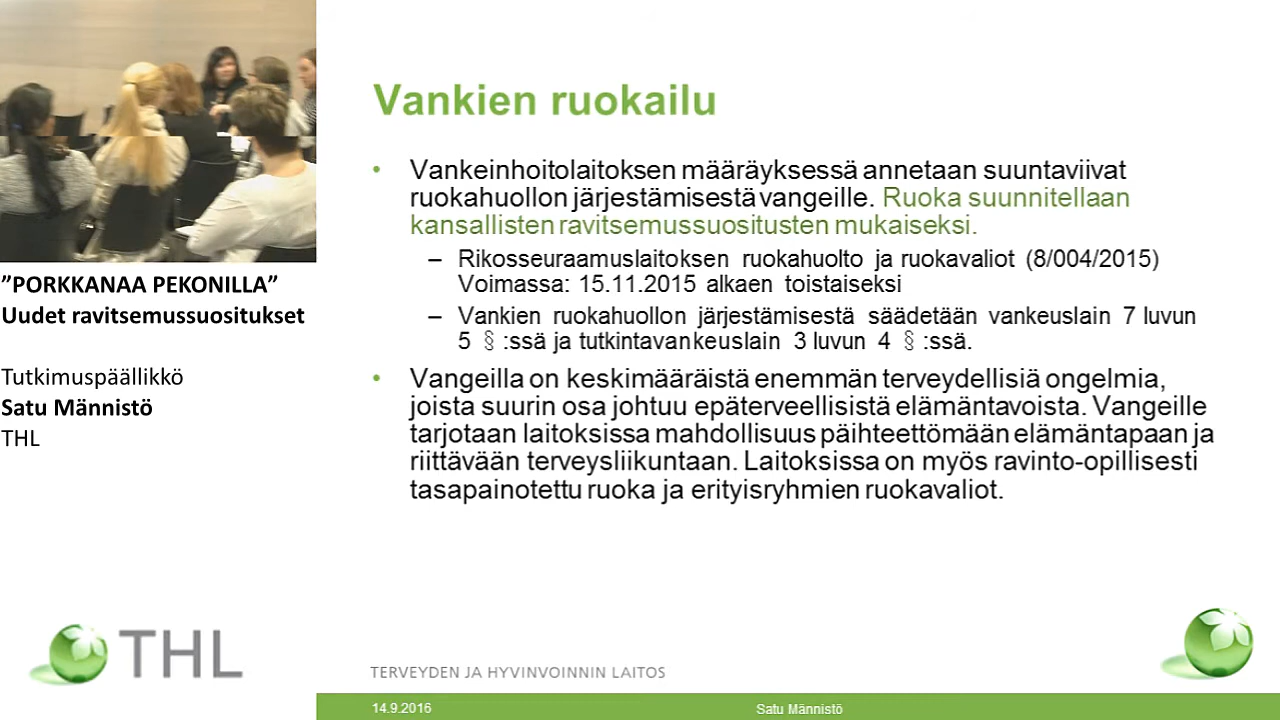 Vankien ruokailu
• Vankeinhoitolaitoksen määräyksessä annetaan suuntaviivat
ruokahuollon järjestämisestä vangeille. Ruoka suunnitellaan
kansallisten ravitsemussuositusten mukaiseksi.
– Rikosseuraamuslaitoksen ruokahuolto ja ruokavaliot (8/004/2015)
Voimassa: 15.11.2015 alkaen toistaiseksi
– Vankien ruokahuollon järjestämisestä säädetään vankeuslain 7 luvun
5 § :ssä ja tutkintavankeuslain 3 luvun 4 § :ssä.
• Vangeilla on keskimääräistä enemmän terveydellisiä ongelmia,
joista suurin osa johtuu epäterveellisistä elämäntavoista. Vangeille
tarjotaan laitoksissa mahdollisuus päihteettömään elämäntapaan ja
riittävään terveysliikuntaan. Laitoksissa on myös ravinto-opillisesti
tasapainotettu ruoka ja erityisryhmien ruokavaliot.
”PORKKANAA PEKONILLA”
Uudet ravitsemussuositukset
Tutkimuspäällikkö
Satu Männistö
THL
THL
TERVEYDEN JA HYVINVOINNIN LAITOS
14.9.2016
Satu Männistö